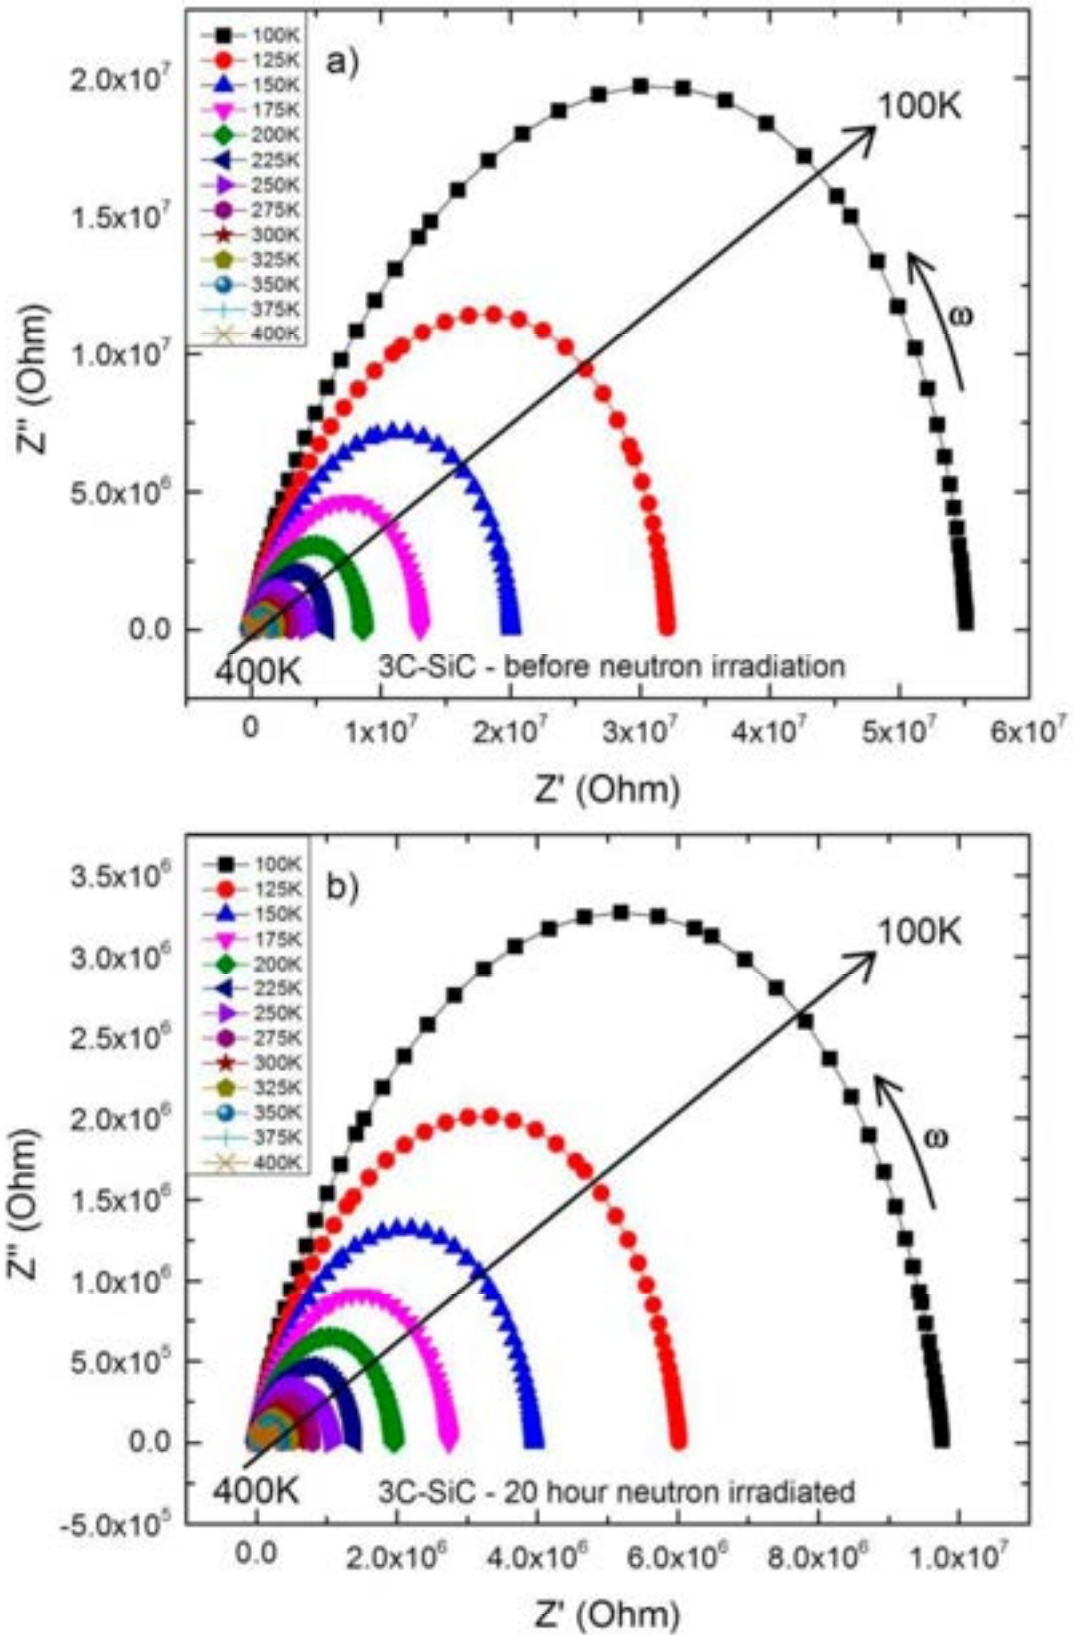 a)
100K
125K
150K
175K
200K
225K
250K
275K
300K
325K
350K
375K
400K
2.0x10⁷
1.5x10⁷
1.0x10⁷
5.0x10⁶
0.0
Z'' (Ohm)
100K
ω
400K
3C-SiC - before neutron irradiation
0 1x10⁷ 2x10⁷ 3x10⁷ 4x10⁷ 5x10⁷ 6x10⁷
Z' (Ohm)
b)
100K
125K
150K
175K
200K
225K
250K
275K
300K
325K
350K
375K
400K
3.5x10⁶
3.0x10⁶
2.5x10⁶
2.0x10⁶
1.5x10⁶
1.0x10⁶
5.0x10⁵
0.0
-5.0x10⁵
Z'' (Ohm)
100K
ω
400K
3C-SiC - 20 hour neutron irradiated
0.0 2.0x10⁶ 4.0x10⁶ 6.0x10⁶ 8.0x10⁶ 1.0x10⁷
Z' (Ohm)